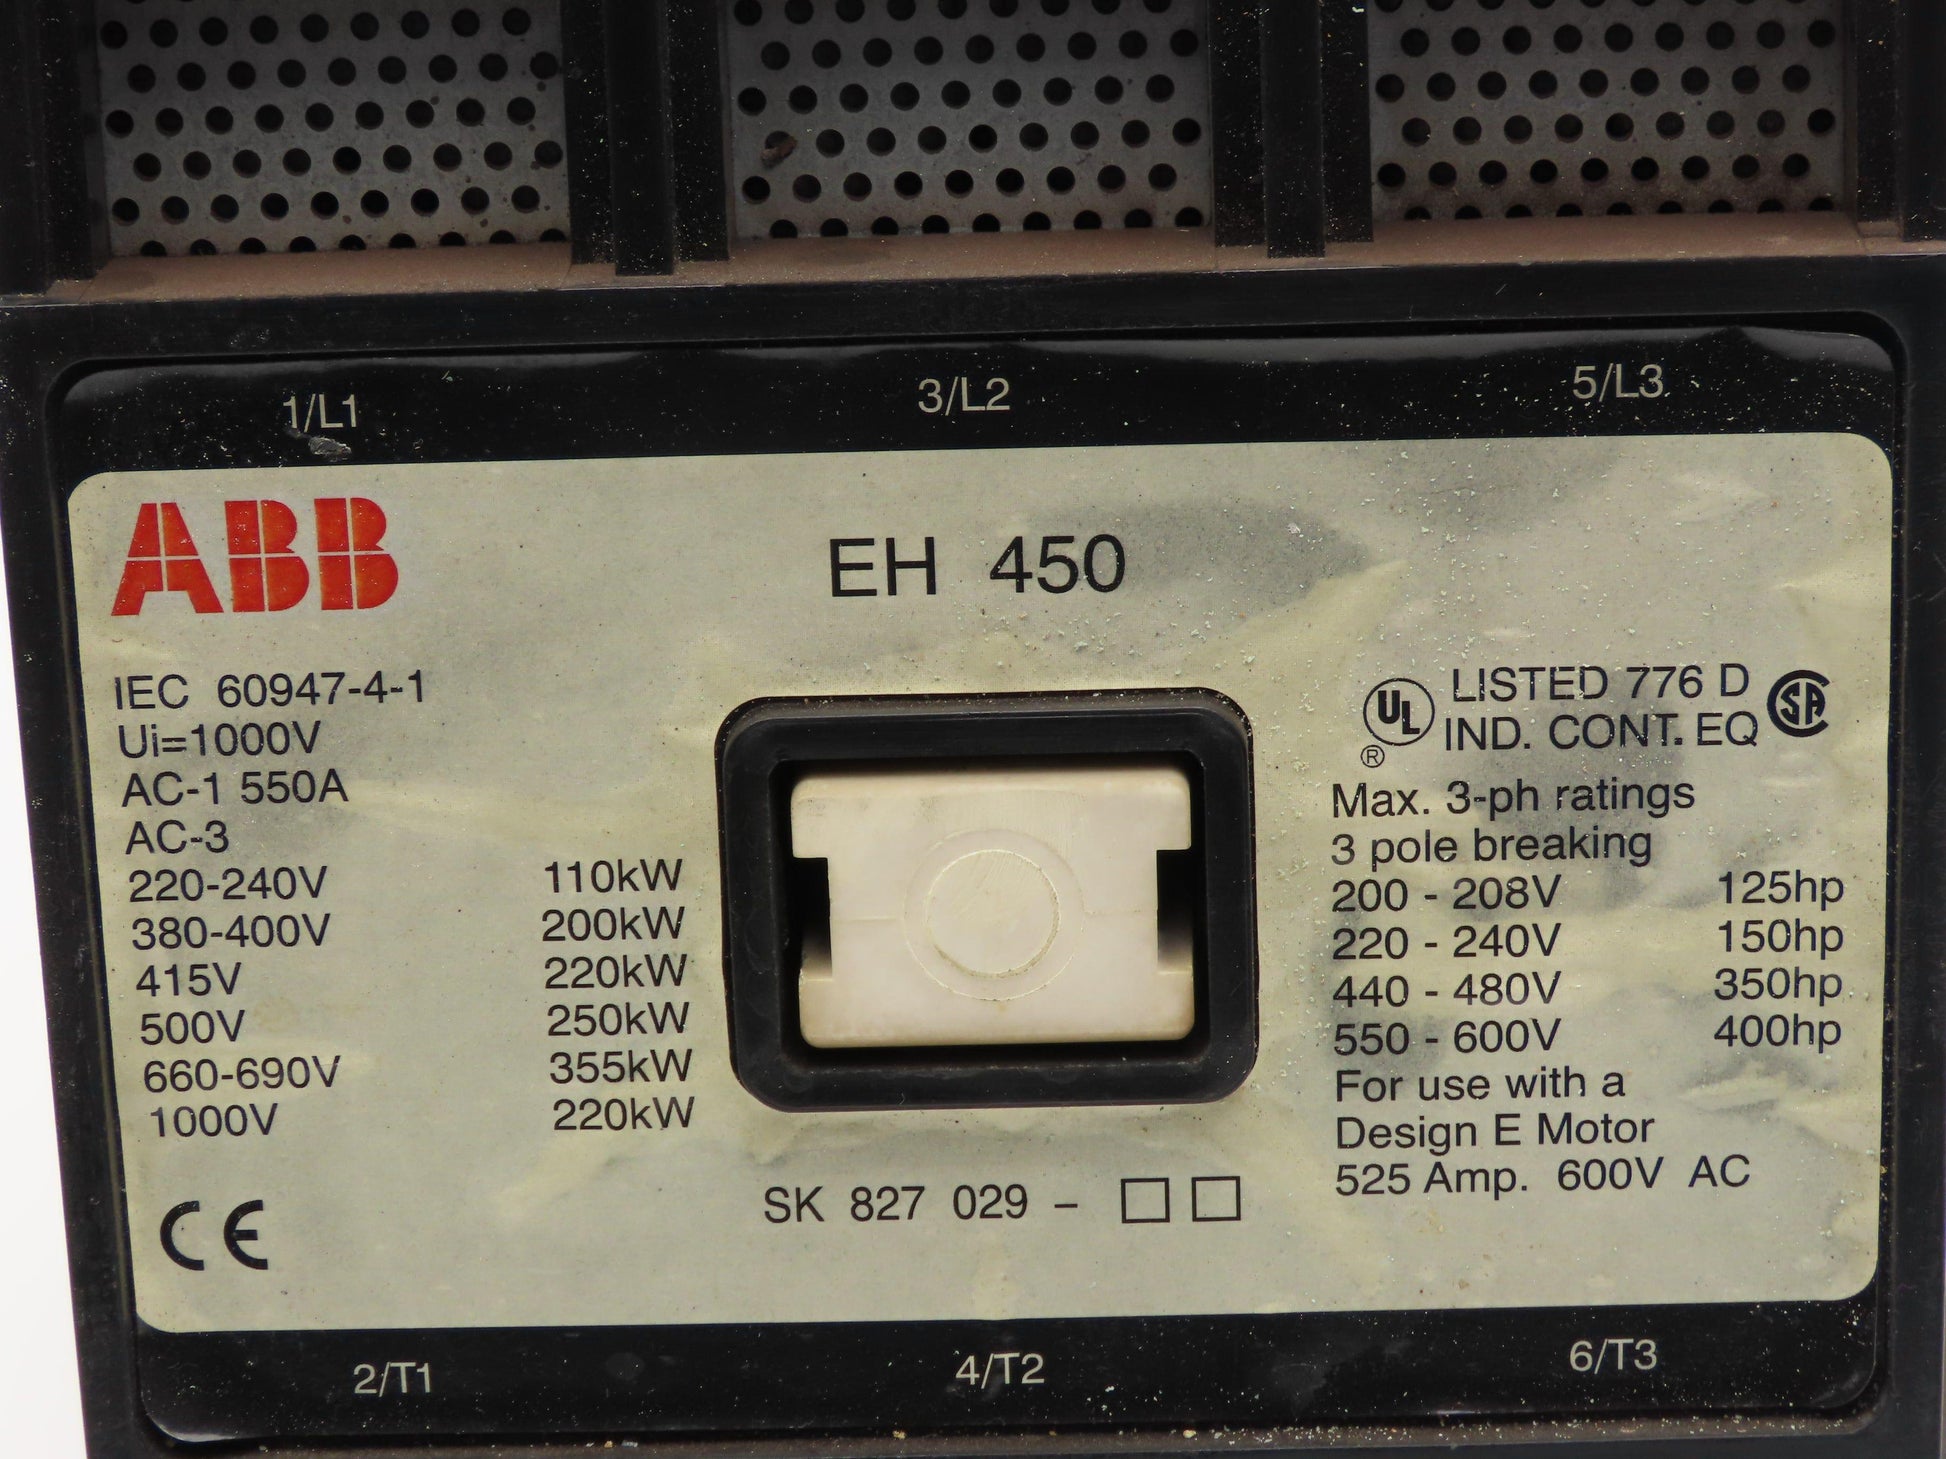 1/L1 3/L2 5/L3
ABB
EH 450
IEC 60947-4-1
Ui=1000V
AC-1 550A
AC-3
220-240V 110kW
380-400V 200kW
415V 220kW
500V 250kW
660-690V 355kW
1000V 220kW
CE
SK 827 029 - □ □
UL LISTED 776 D SA
® IND. CONT. EQ
Max. 3-ph ratings
3 pole breaking
200 - 208V 125hp
220 - 240V 150hp
440 - 480V 350hp
550 - 600V 400hp
For use with a
Design E Motor
525 Amp. 600V AC
2/T1 4/T2 6/T3